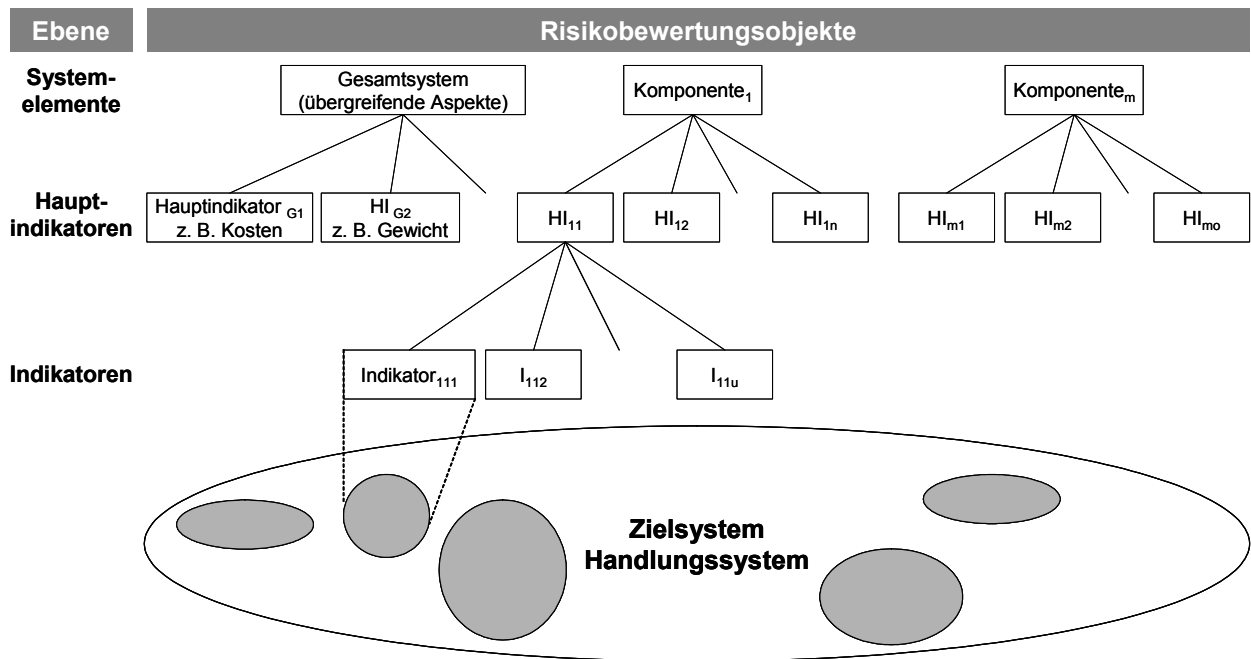 Ebene
Risikobewertungsobjekte
System-
elemente
Gesamtsystem
(übergreifende Aspekte)
Komponente₁
Komponenteₘ
Haupt-
indikatoren
Hauptindikator G1
z. B. Kosten
HI G2
z. B. Gewicht
HI₁₁
HI₁₂
HI₁ₙ
HIₘ₁
HIₘ₂
HIₘₒ
Indikatoren
Indikator₁₁₁
I₁₁₂
I₁₁ᵤ
Zielsystem
Handlungssystem